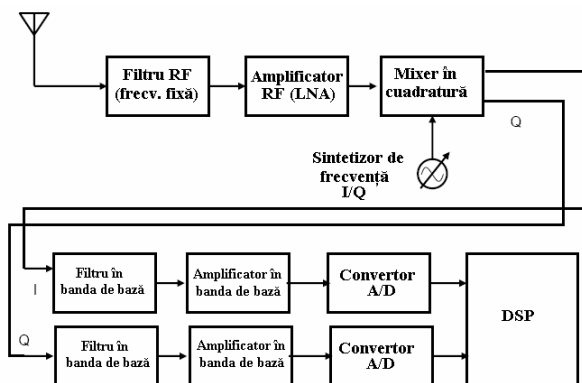 Filtru RF
(frecv. fixă)
Amplificator
RF (LNA)
Mixer în
cuadratură
Q
Sintetizor de
frecvență
I/Q
Filtru în
banda de bază
Amplificator în
banda de bază
Convertor
A/D
I
DSP
Q
Filtru în
banda de bază
Amplificator în
banda de bază
Convertor
A/D